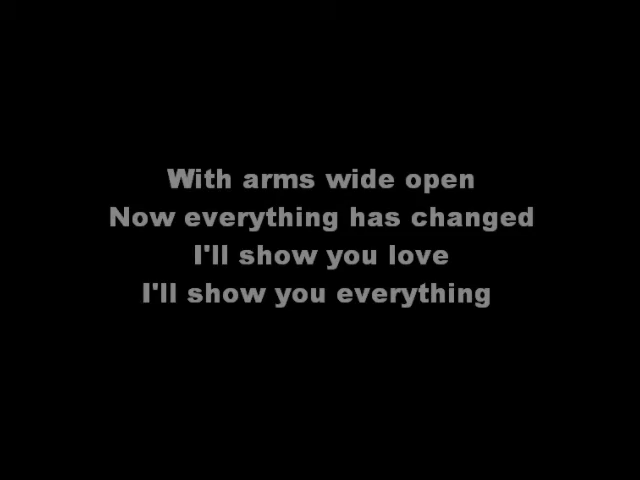 With arms wide open
Now everything has changed
I'll show you love
I'll show you everything